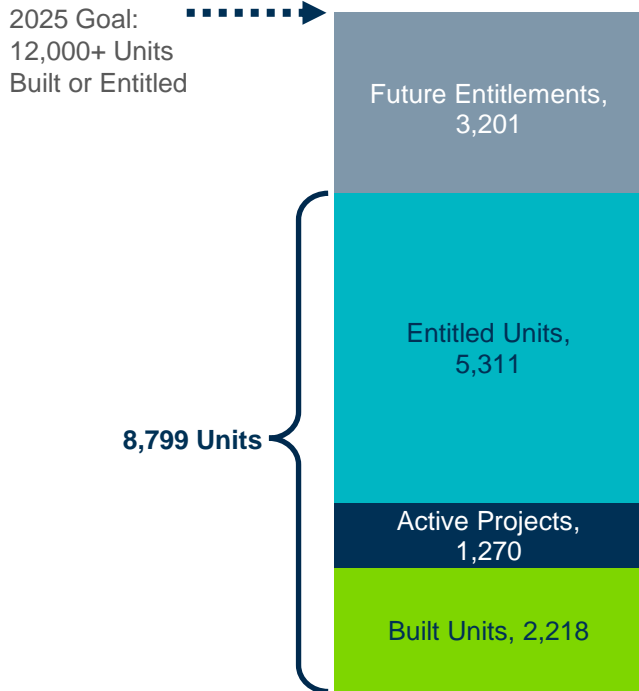 2025 Goal:
12,000+ Units
Built or Entitled
Future Entitlements,
3,201
Entitled Units,
5,311
8,799 Units
Active Projects,
1,270
Built Units, 2,218